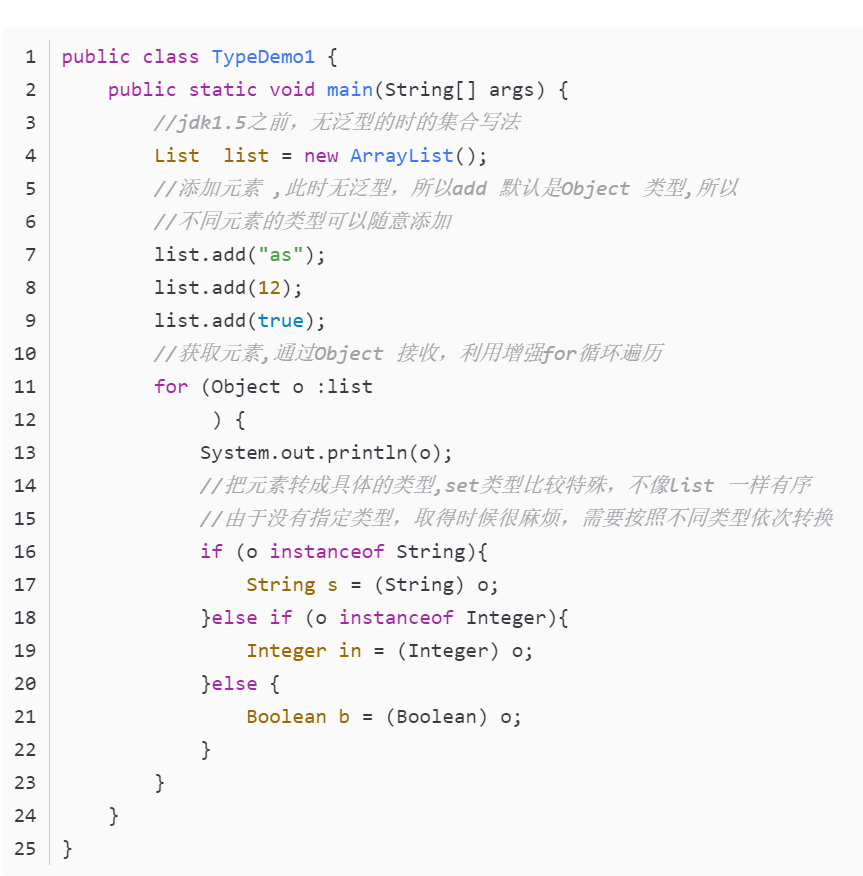 1 public class TypeDemo1 {
2     public static void main(String[] args) {
3         //jdk1.5之前，无泛型的时的集合写法
4         List  list = new ArrayList();
5         //添加元素 ,此时无泛型，所以add 默认是Object 类型,所以
6         //不同元素的类型可以随意添加
7         list.add("as");
8         list.add(12);
9         list.add(true);
10         //获取元素,通过Object 接收，利用增强for循环遍历
11         for (Object o :list
12              ) {
13             System.out.println(o);
14             //把元素转成具体的类型,set类型比较特殊，不像list 一样有序
15             //由于没有指定类型，取得时候很麻烦，需要按照不同类型依次转换
16             if (o instanceof String){
17                 String s = (String) o;
18             }else if (o instanceof Integer){
19                 Integer in = (Integer) o;
20             }else {
21                 Boolean b = (Boolean) o;
22             }
23         }
24     }
25 }